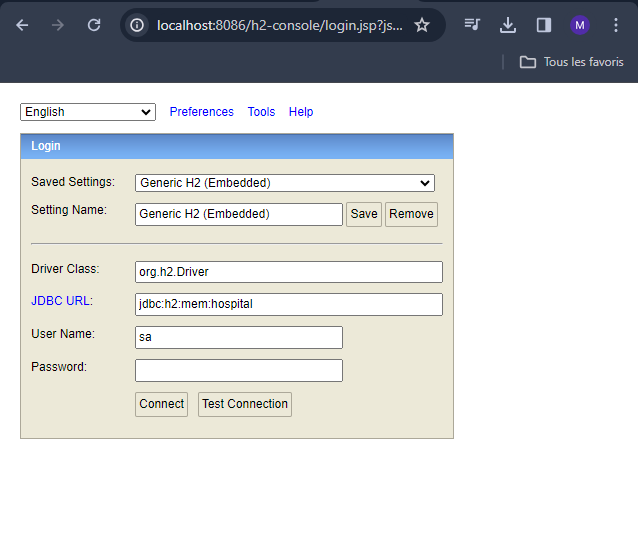 localhost:8086/h2-console/login.jsp?js...
M
Tous les favoris
English Preferences Tools Help
Login
Saved Settings: Generic H2 (Embedded)
Setting Name: Generic H2 (Embedded) Save Remove
Driver Class: org.h2.Driver
JDBC URL: jdbc:h2:mem:hospital
User Name: sa
Password:
Connect Test Connection